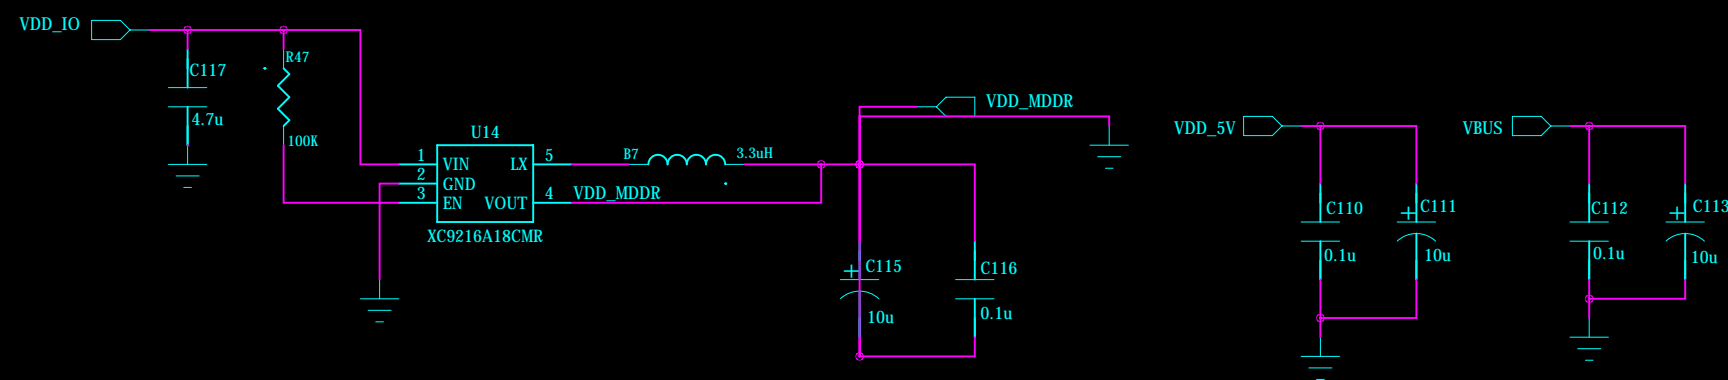 VDD_IO
C117
4.7u
R47
100K
U14
1 VIN LX 5
2 GND
3 EN VOUT 4
XC9216A18CMR
B7 3.3uH
VDD_MDDR
VDD_MDDR
C115
10u
C116
0.1u
VDD_5V
C110
0.1u
C111
10u
VBUS
C112
0.1u
C113
10u